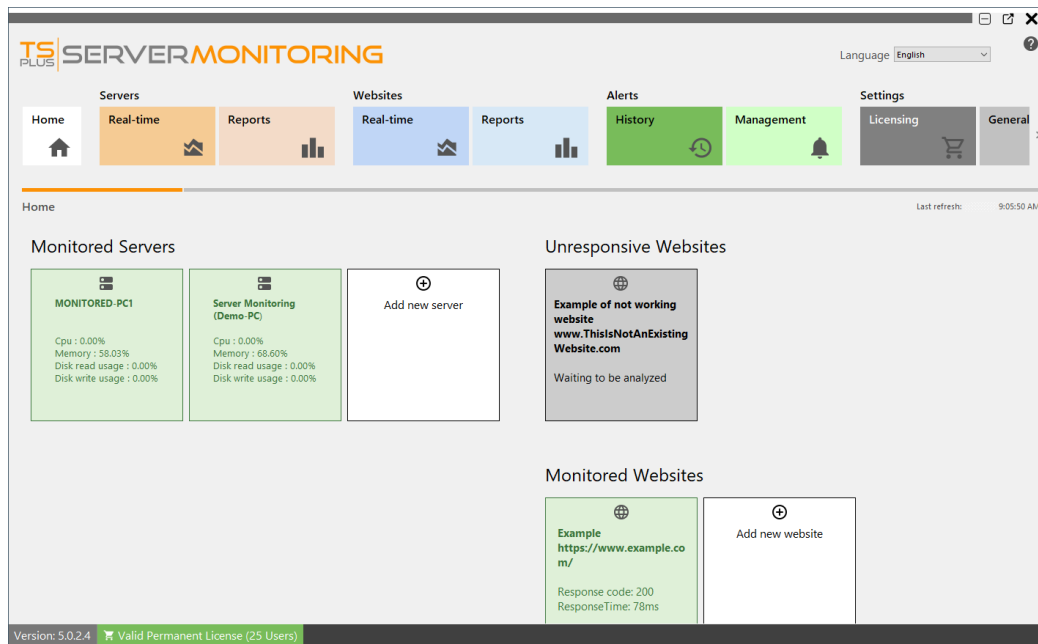 TS PLUS SERVERMONITORING
Language English
Servers
Websites
Alerts
Settings
Home
Real-time
Reports
Real-time
Reports
History
Management
Licensing
General
Home
Last refresh: 9:05:50 AM
Monitored Servers
MONITORED-PC1
Cpu : 0.00%
Memory : 58.03%
Disk read usage : 0.00%
Disk write usage : 0.00%
Server Monitoring
(Demo-PC)
Cpu : 0.00%
Memory : 68.60%
Disk read usage : 0.00%
Disk write usage : 0.00%
Add new server
Unresponsive Websites
Example of not working
website
www.ThisIsNotAnExisting
Website.com
Waiting to be analyzed
Monitored Websites
Example
https://www.example.co
m/
Response code: 200
ResponseTime: 78ms
Add new website
Version: 5.0.2.4 Valid Permanent License (25 Users)